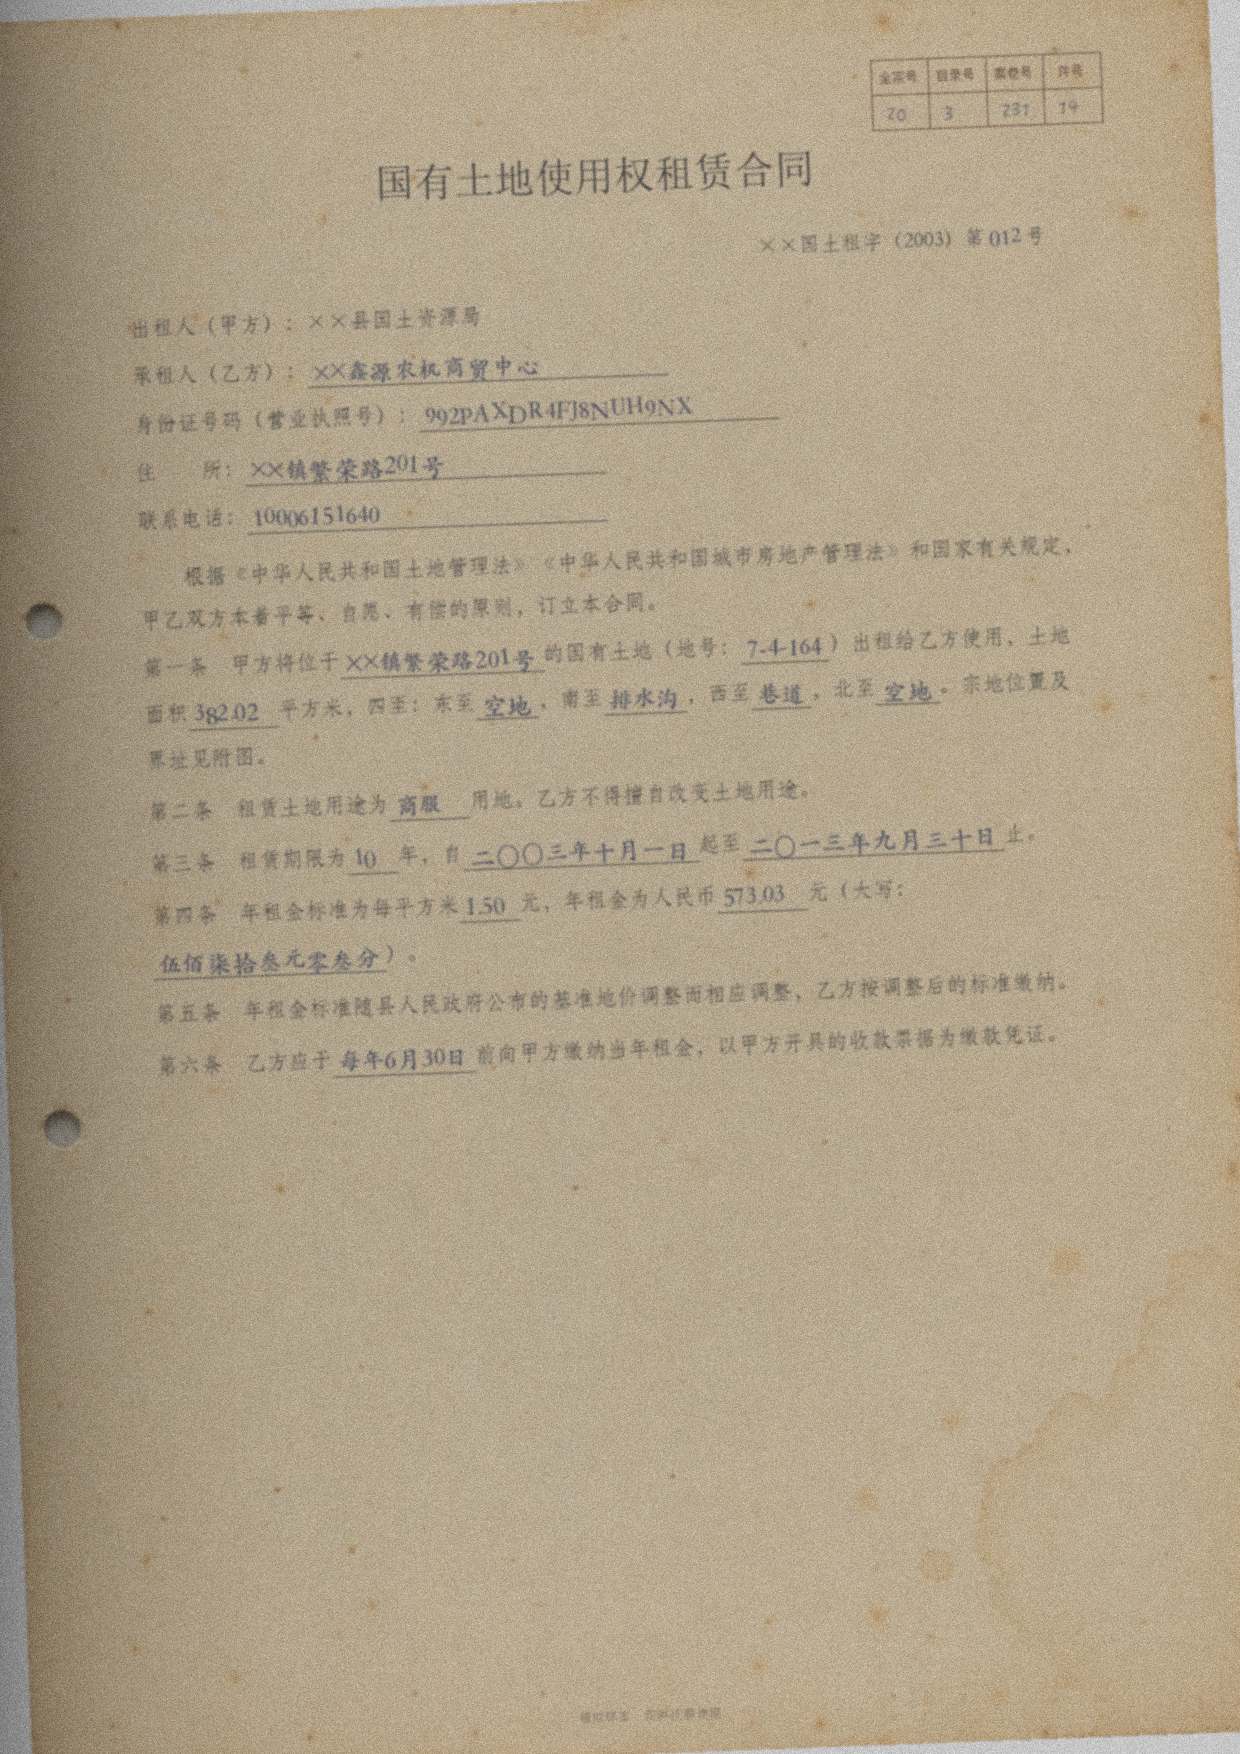 全宗号 目录号 案卷号 件号
20 3 231 19
国有土地使用权租赁合同
××国土租字（2003）第012号
出租人（甲方）：××县国土资源局
承租人（乙方）：××鑫源农机商贸中心
身份证号码（营业执照号）：992PAXDR4FJ8NUH9NX
住　　所：××镇繁荣路201号
联系电话：10006151640
根据《中华人民共和国土地管理法》《中华人民共和国城市房地产管理法》和国家有关规定，
甲乙双方本着平等、自愿、有偿的原则，订立本合同。
第一条　甲方将位于××镇繁荣路201号的国有土地（地号：7-4-164）出租给乙方使用，土地
面积382.02平方米，四至：东至空地，南至排水沟，西至巷道，北至空地。宗地位置及
界址见附图。
第二条　租赁土地用途为商服用地。乙方不得擅自改变土地用途。
第三条　租赁期限为10年，自二〇〇三年十月一日起至二〇一三年九月三十日止。
第四条　年租金标准为每平方米1.50元，年租金为人民币573.03元（大写：
伍佰柒拾叁元零叁分）。
第五条　年租金标准随县人民政府公布的基准地价调整而相应调整，乙方按调整后的标准缴纳。
第六条　乙方应于每年6月30日前向甲方缴纳当年租金，以甲方开具的收款票据为缴款凭证。